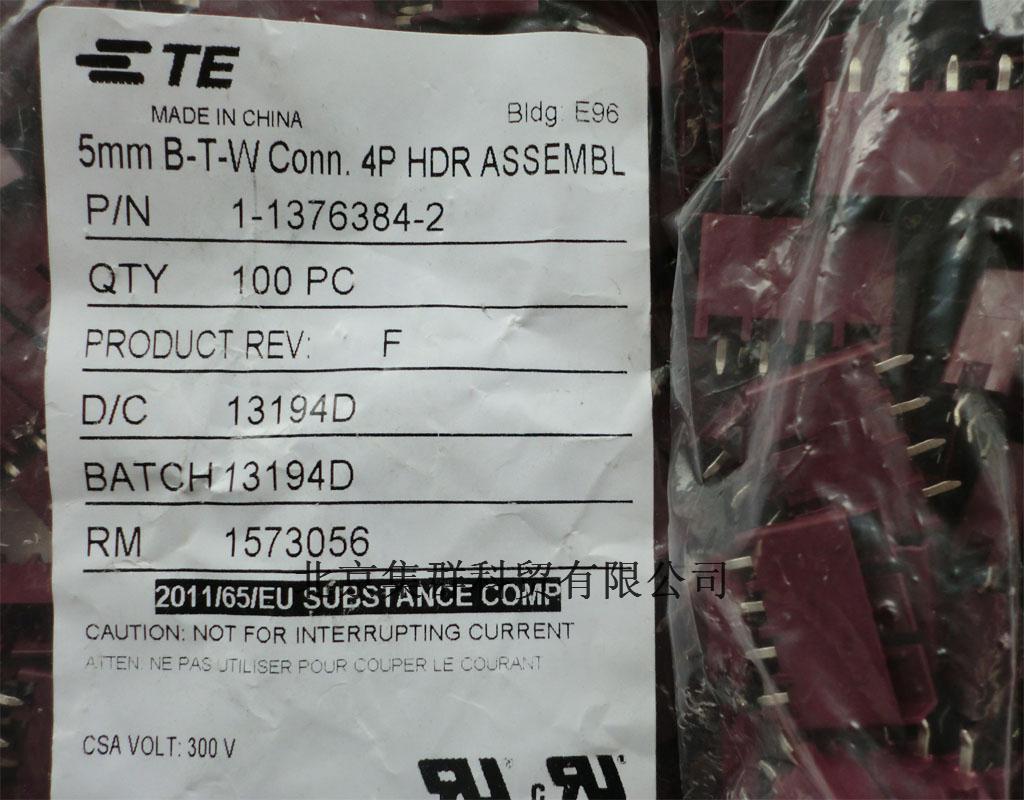 TE
MADE IN CHINA
Bldg: E96
5mm B-T-W Conn. 4P HDR ASSEMBL
P/N 1-1376384-2
QTY 100 PC
PRODUCT REV: F
D/C 13194D
BATCH 13194D
RM 1573056
北京集群科贸有限公司
2011/65/EU SUBSTANCE COMP
CAUTION: NOT FOR INTERRUPTING CURRENT
ATTEN: NE PAS UTILISER POUR COUPER LE COURANT
CSA VOLT: 300 V